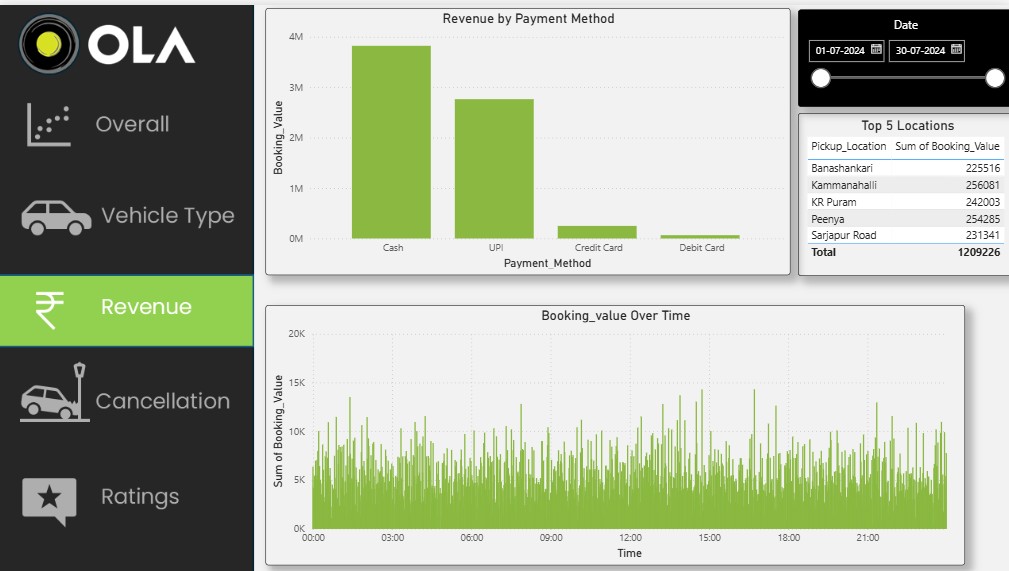 OLA
Overall
Vehicle Type
Revenue
Cancellation
Ratings
Revenue by Payment Method
Booking_Value
4M
3M
2M
1M
0M
Cash UPI Credit Card Debit Card
Payment_Method
Date
01-07-2024 30-07-2024
Top 5 Locations
Pickup_Location Sum of Booking_Value
Banashankari 225516
Kammanahalli 256081
KR Puram 242003
Peenya 254285
Sarjapur Road 231341
Total 1209226
Booking_value Over Time
Sum of Booking_Value
20K
15K
10K
5K
0K
00:00 03:00 06:00 09:00 12:00 15:00 18:00 21:00
Time